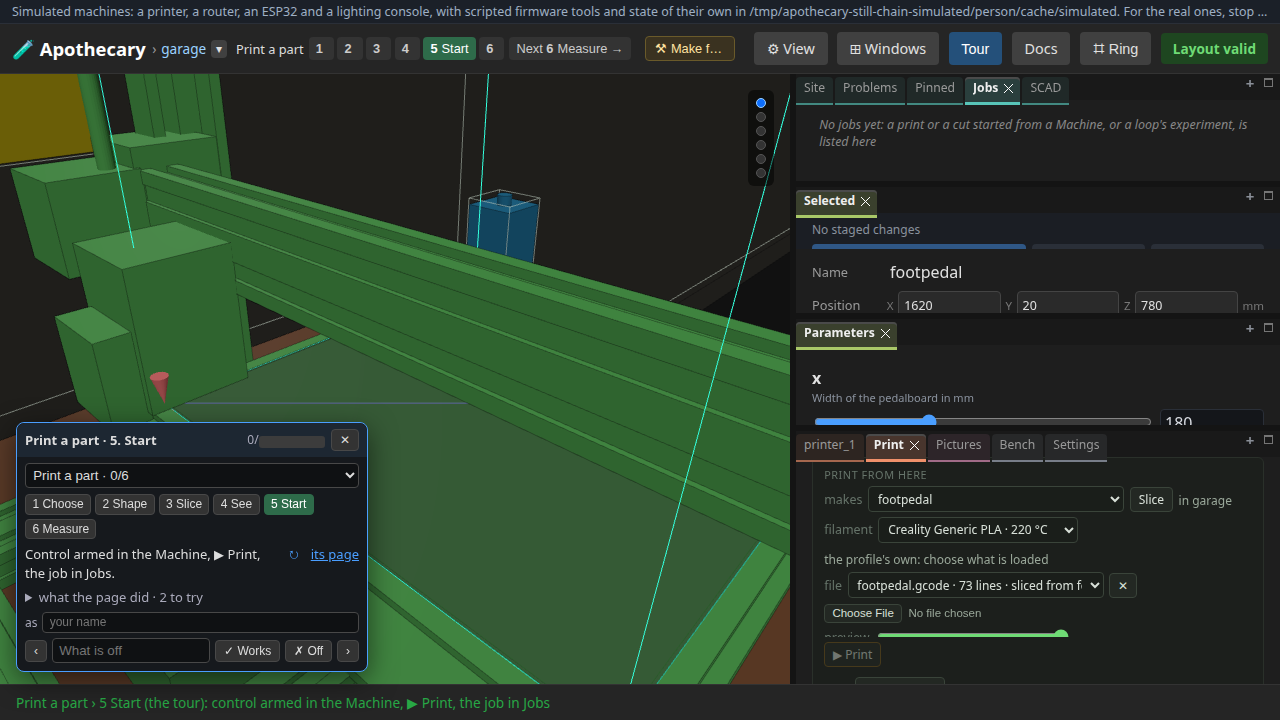 Simulated machines: a printer, a router, an ESP32 and a lighting console, with scripted firmware tools and state of their own in /tmp/apothecary-still-chain-simulated/person/cache/simulated. For the real ones, stop ...
Apothecary › garage ▾ Print a part 1 2 3 4 5 Start 6 Next 6 Measure → ⚒ Make f… ⚙ View ⊞ Windows Tour Docs ⌗ Ring Layout valid
Site Problems Pinned Jobs SCAD
No jobs yet: a print or a cut started from a Machine, or a loop's experiment, is
listed here
Selected
No staged changes
Name footpedal
Position X 1620 Y 20 Z 780 mm
Parameters
x
Width of the pedalboard in mm
180
printer_1 Print Pictures Bench Settings
PRINT FROM HERE
makes footpedal Slice in garage
filament Creality Generic PLA · 220 °C
the profile's own: choose what is loaded
file footpedal.gcode · 73 lines · sliced from f
Choose File No file chosen
preview
▶ Print
Print a part · 5. Start 0/
Print a part · 0/6
1 Choose 2 Shape 3 Slice 4 See 5 Start
6 Measure
Control armed in the Machine, ▶ Print, ↻ its page
the job in Jobs.
▶ what the page did · 2 to try
as your name
‹ What is off ✓ Works ✗ Off ›
Print a part › 5 Start (the tour): control armed in the Machine, ▶ Print, the job in Jobs